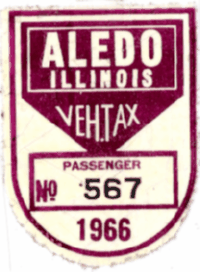 ALEDO
ILLINOIS
VEH.TAX
PASSENGER
No 567
1966